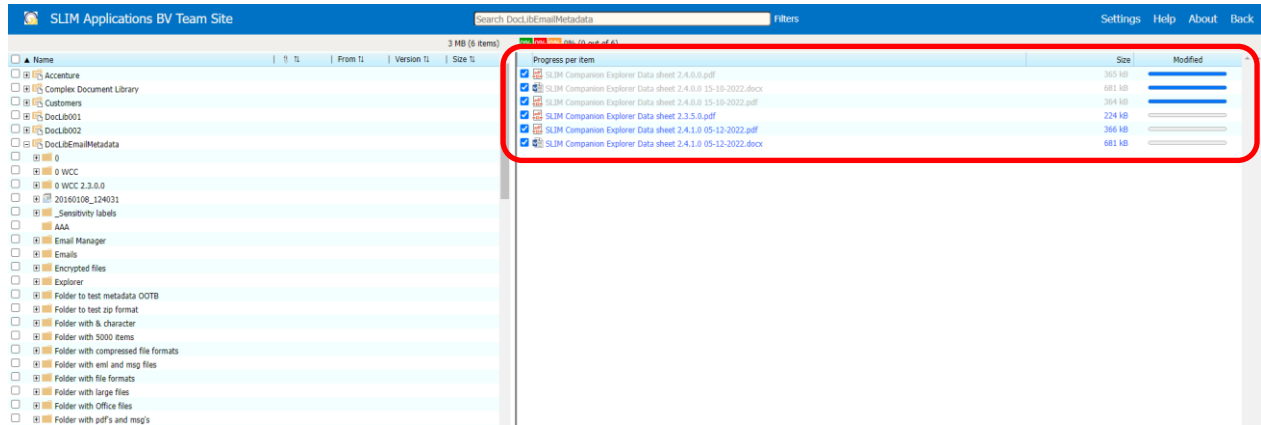 SLIM Applications BV Team Site Search DocLibEmailMetadata Filters Settings Help About Back
3 MB (6 items) 0% 0% 0% 0% (0 out of 6)
Name From Version Size
Accenture
Complex Document Library
Customers
DocLib001
DocLib002
DocLibEmailMetadata
0
0 WCC
0 WCC 2.3.0.0
20160108_124031
_Sensitivity labels
AAA
Email Manager
Emails
Encrypted files
Explorer
Folder to test metadata OOTB
Folder to test zip format
Folder with & character
Folder with 5000 items
Folder with compressed file formats
Folder with eml and msg files
Folder with file formats
Folder with large files
Folder with Office files
Folder with pdf's and msg's
Progress per item Size Modified
SLIM Companion Explorer Data sheet 2.4.0.0.pdf 365 kB
SLIM Companion Explorer Data sheet 2.4.0.0 15-10-2022.docx 681 kB
SLIM Companion Explorer Data sheet 2.4.0.0 15-10-2022.pdf 364 kB
SLIM Companion Explorer Data sheet 2.3.5.0.pdf 224 kB
SLIM Companion Explorer Data sheet 2.4.1.0 05-12-2022.pdf 366 kB
SLIM Companion Explorer Data sheet 2.4.1.0 05-12-2022.docx 681 kB